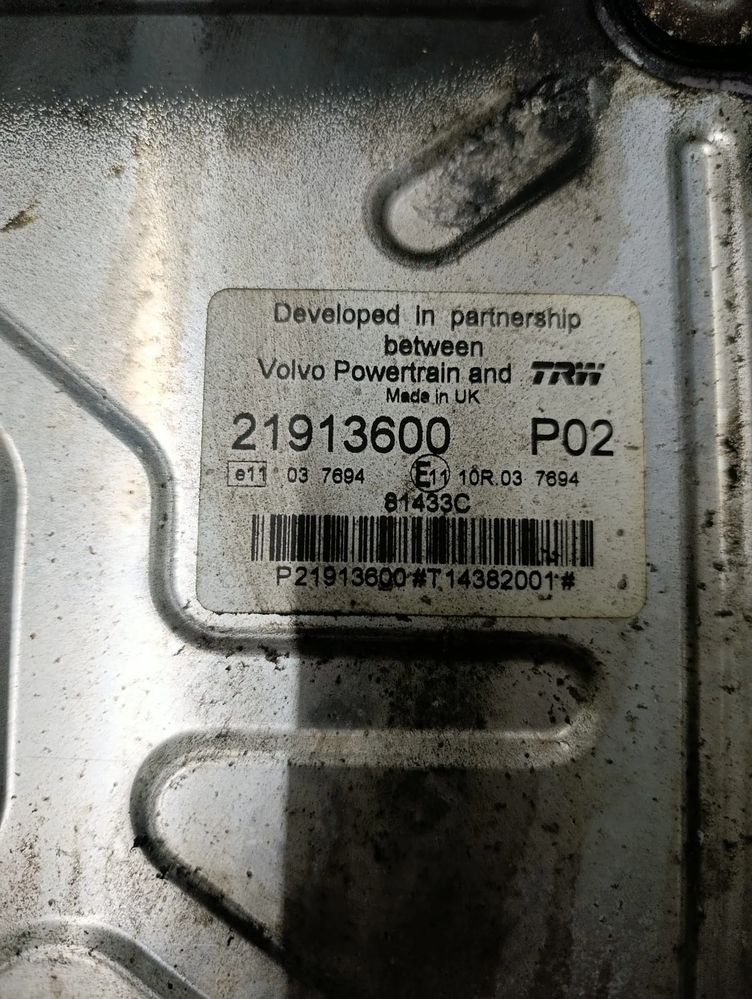 Developed in partnership
between
Volvo Powertrain and TRW
Made in UK
21913600 P02
e11 03 7694 E11 10R.03 7694
81433C
P21913600#T14382001#